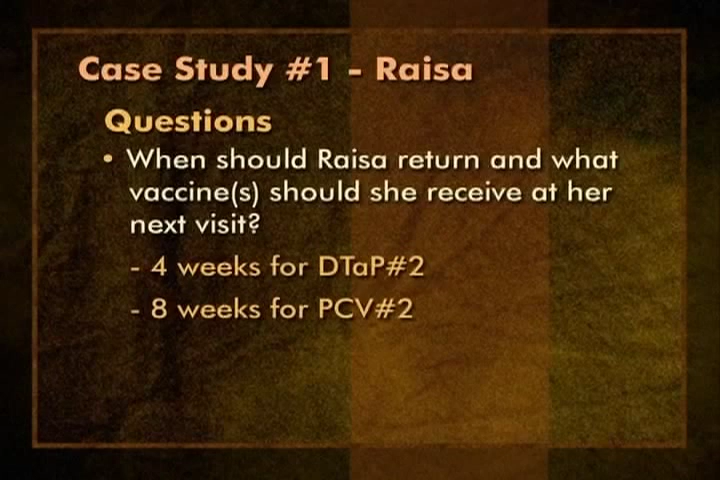 Case Study #1 - Raisa
Questions
• When should Raisa return and what
vaccine(s) should she receive at her
next visit?
- 4 weeks for DTaP#2
- 8 weeks for PCV#2